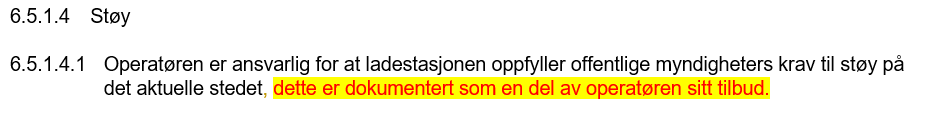 6.5.1.4 Støy
6.5.1.4.1 Operatøren er ansvarlig for at ladestasjonen oppfyller offentlige myndigheters krav til støy på
det aktuelle stedet, dette er dokumentert som en del av operatøren sitt tilbud.